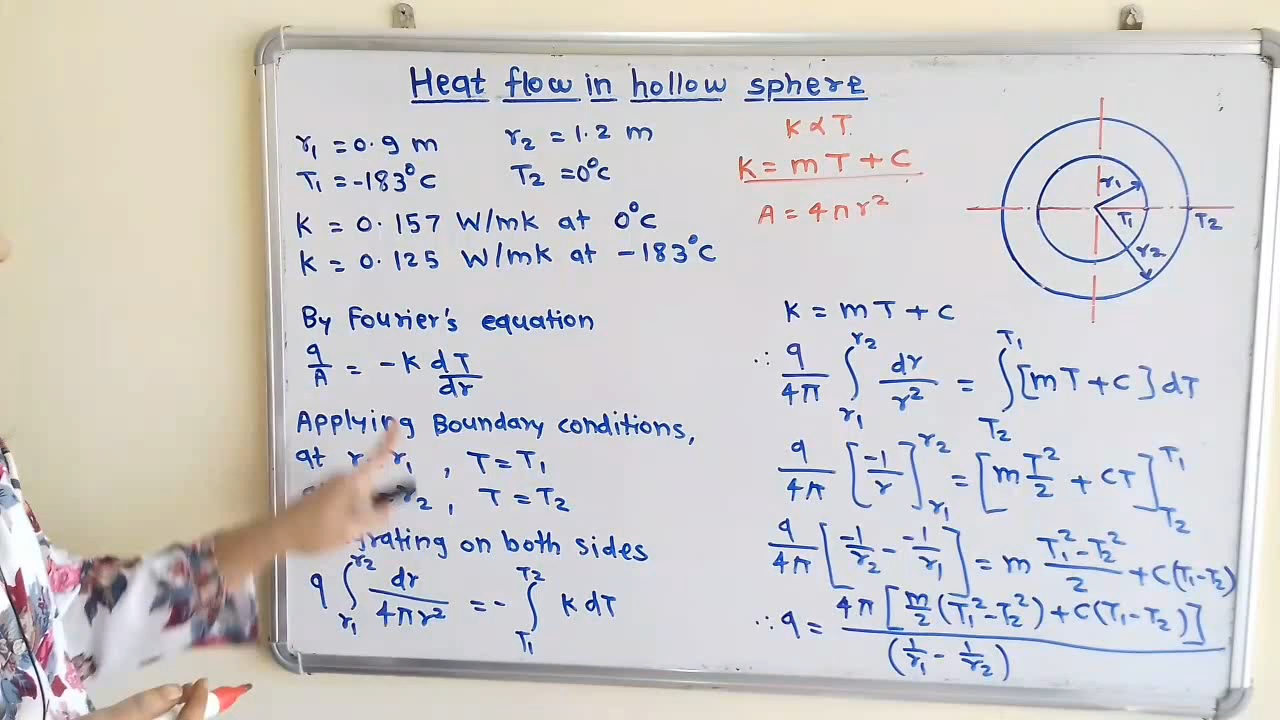 Heat flow in hollow sphere
r₁ = 0.9 m r₂ = 1.2 m
T₁ = -183°C T₂ = 0°C
K = 0.157 W/mk at 0°C
K = 0.125 W/mk at -183°C
K ∝ T.
K = mT + C
A = 4πr²
r₁
T₁
T₂
r₂
By Fourier's equation
q/A = -K dT/dr
Applying Boundary conditions,
at r₁, T = T₁
r₂, T = T₂
on both sides
q ∫_{r₁}^{r₂} dr/4πr² = - ∫_{T₁}^{T₂} K dT
K = mT + C
∴ q/4π ∫_{r₁}^{r₂} dr/r² = ∫_{T₂}^{T₁} [mT + C] dT
q/4π [-1/r]_{r₁}^{r₂} = [m T²/2 + CT]_{T₂}^{T₁}
q/4π [-1/r₂ - -1/r₁] = m (T₁² - T₂²)/2 + C(T₁ - T₂)
∴ q = 4π [m/2 (T₁² - T₂²) + C(T₁ - T₂)] / (1/r₁ - 1/r₂)